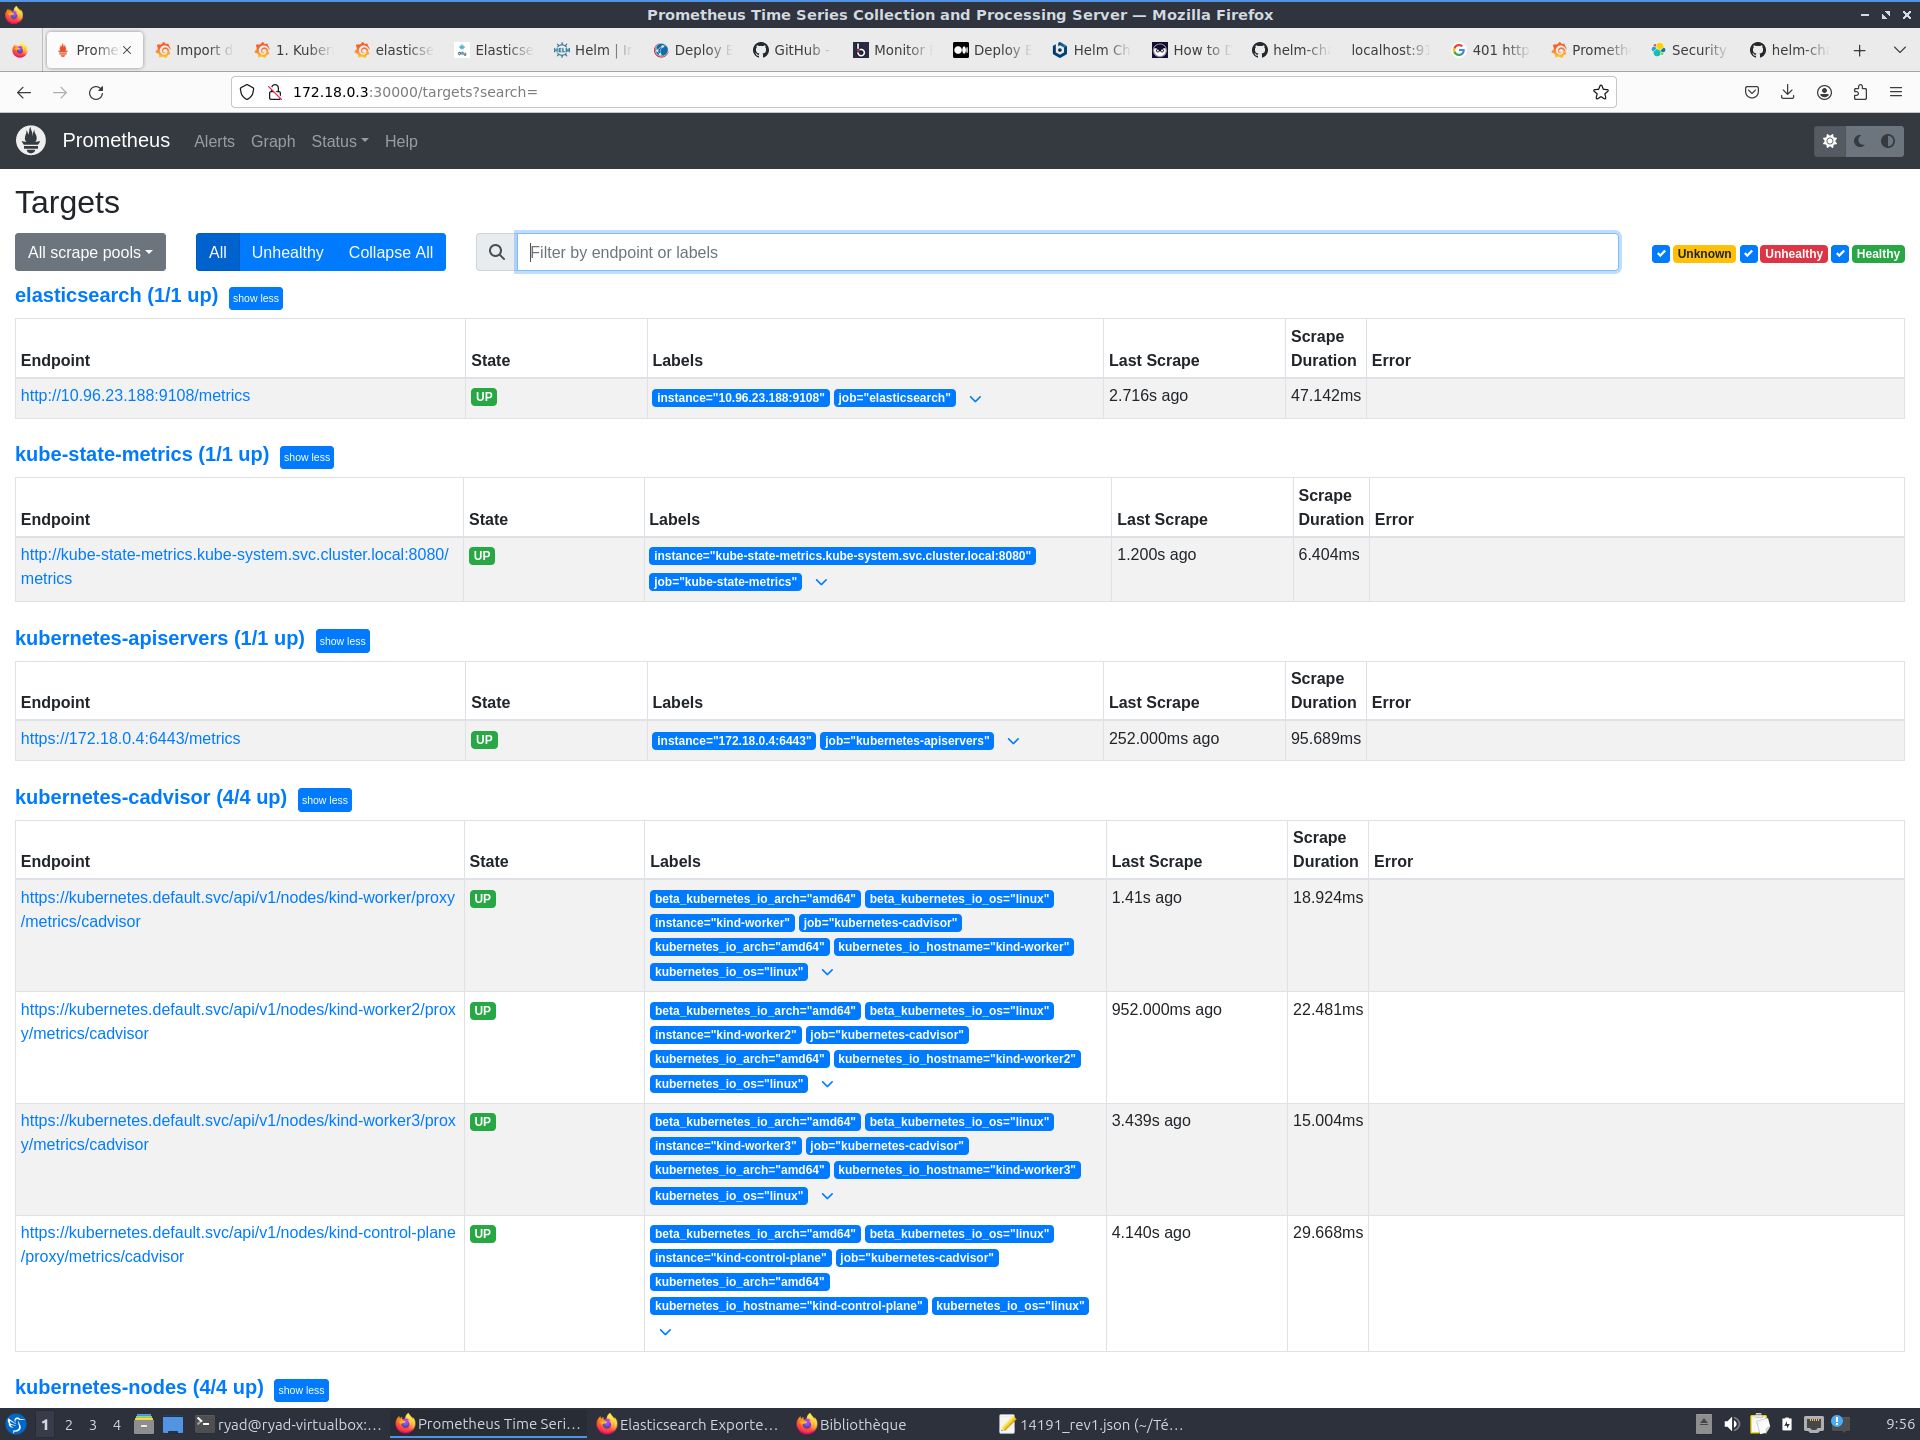 Prometheus Time Series Collection and Processing Server — Mozilla Firefox
Prome
Import d
1. Kuber
elasticse
Elasticse
Helm | I
Deploy E
GitHub -
Monitor
Deploy E
Helm Ch
How to D
helm-cha
localhost:91
401 http
Prometh
Security
helm-cha
172.18.0.3:30000/targets?search=
Prometheus Alerts Graph Status Help
Targets
All scrape pools All Unhealthy Collapse All Filter by endpoint or labels Unknown Unhealthy Healthy
elasticsearch (1/1 up) show less
Endpoint State Labels Last Scrape Scrape Duration Error
http://10.96.23.188:9108/metrics UP instance="10.96.23.188:9108" job="elasticsearch" 2.716s ago 47.142ms
kube-state-metrics (1/1 up) show less
Endpoint State Labels Last Scrape Scrape Duration Error
http://kube-state-metrics.kube-system.svc.cluster.local:8080/ UP instance="kube-state-metrics.kube-system.svc.cluster.local:8080" 1.200s ago 6.404ms
metrics job="kube-state-metrics"
kubernetes-apiservers (1/1 up) show less
Endpoint State Labels Last Scrape Scrape Duration Error
https://172.18.0.4:6443/metrics UP instance="172.18.0.4:6443" job="kubernetes-apiservers" 252.000ms ago 95.689ms
kubernetes-cadvisor (4/4 up) show less
Endpoint State Labels Last Scrape Scrape Duration Error
https://kubernetes.default.svc/api/v1/nodes/kind-worker/proxy UP beta_kubernetes_io_arch="amd64" beta_kubernetes_io_os="linux" 1.41s ago 18.924ms
/metrics/cadvisor instance="kind-worker" job="kubernetes-cadvisor"
kubernetes_io_arch="amd64" kubernetes_io_hostname="kind-worker"
kubernetes_io_os="linux"
https://kubernetes.default.svc/api/v1/nodes/kind-worker2/prox UP beta_kubernetes_io_arch="amd64" beta_kubernetes_io_os="linux" 952.000ms ago 22.481ms
y/metrics/cadvisor instance="kind-worker2" job="kubernetes-cadvisor"
kubernetes_io_arch="amd64" kubernetes_io_hostname="kind-worker2"
kubernetes_io_os="linux"
https://kubernetes.default.svc/api/v1/nodes/kind-worker3/prox UP beta_kubernetes_io_arch="amd64" beta_kubernetes_io_os="linux" 3.439s ago 15.004ms
y/metrics/cadvisor instance="kind-worker3" job="kubernetes-cadvisor"
kubernetes_io_arch="amd64" kubernetes_io_hostname="kind-worker3"
kubernetes_io_os="linux"
https://kubernetes.default.svc/api/v1/nodes/kind-control-plane UP beta_kubernetes_io_arch="amd64" beta_kubernetes_io_os="linux" 4.140s ago 29.668ms
/proxy/metrics/cadvisor instance="kind-control-plane" job="kubernetes-cadvisor"
kubernetes_io_arch="amd64"
kubernetes_io_hostname="kind-control-plane" kubernetes_io_os="linux"
kubernetes-nodes (4/4 up) show less
1 2 3 4 ryad@ryad-virtualbox:... Prometheus Time Seri... Elasticsearch Exporte... Bibliothèque 14191_rev1.json (~/Té... 9:56